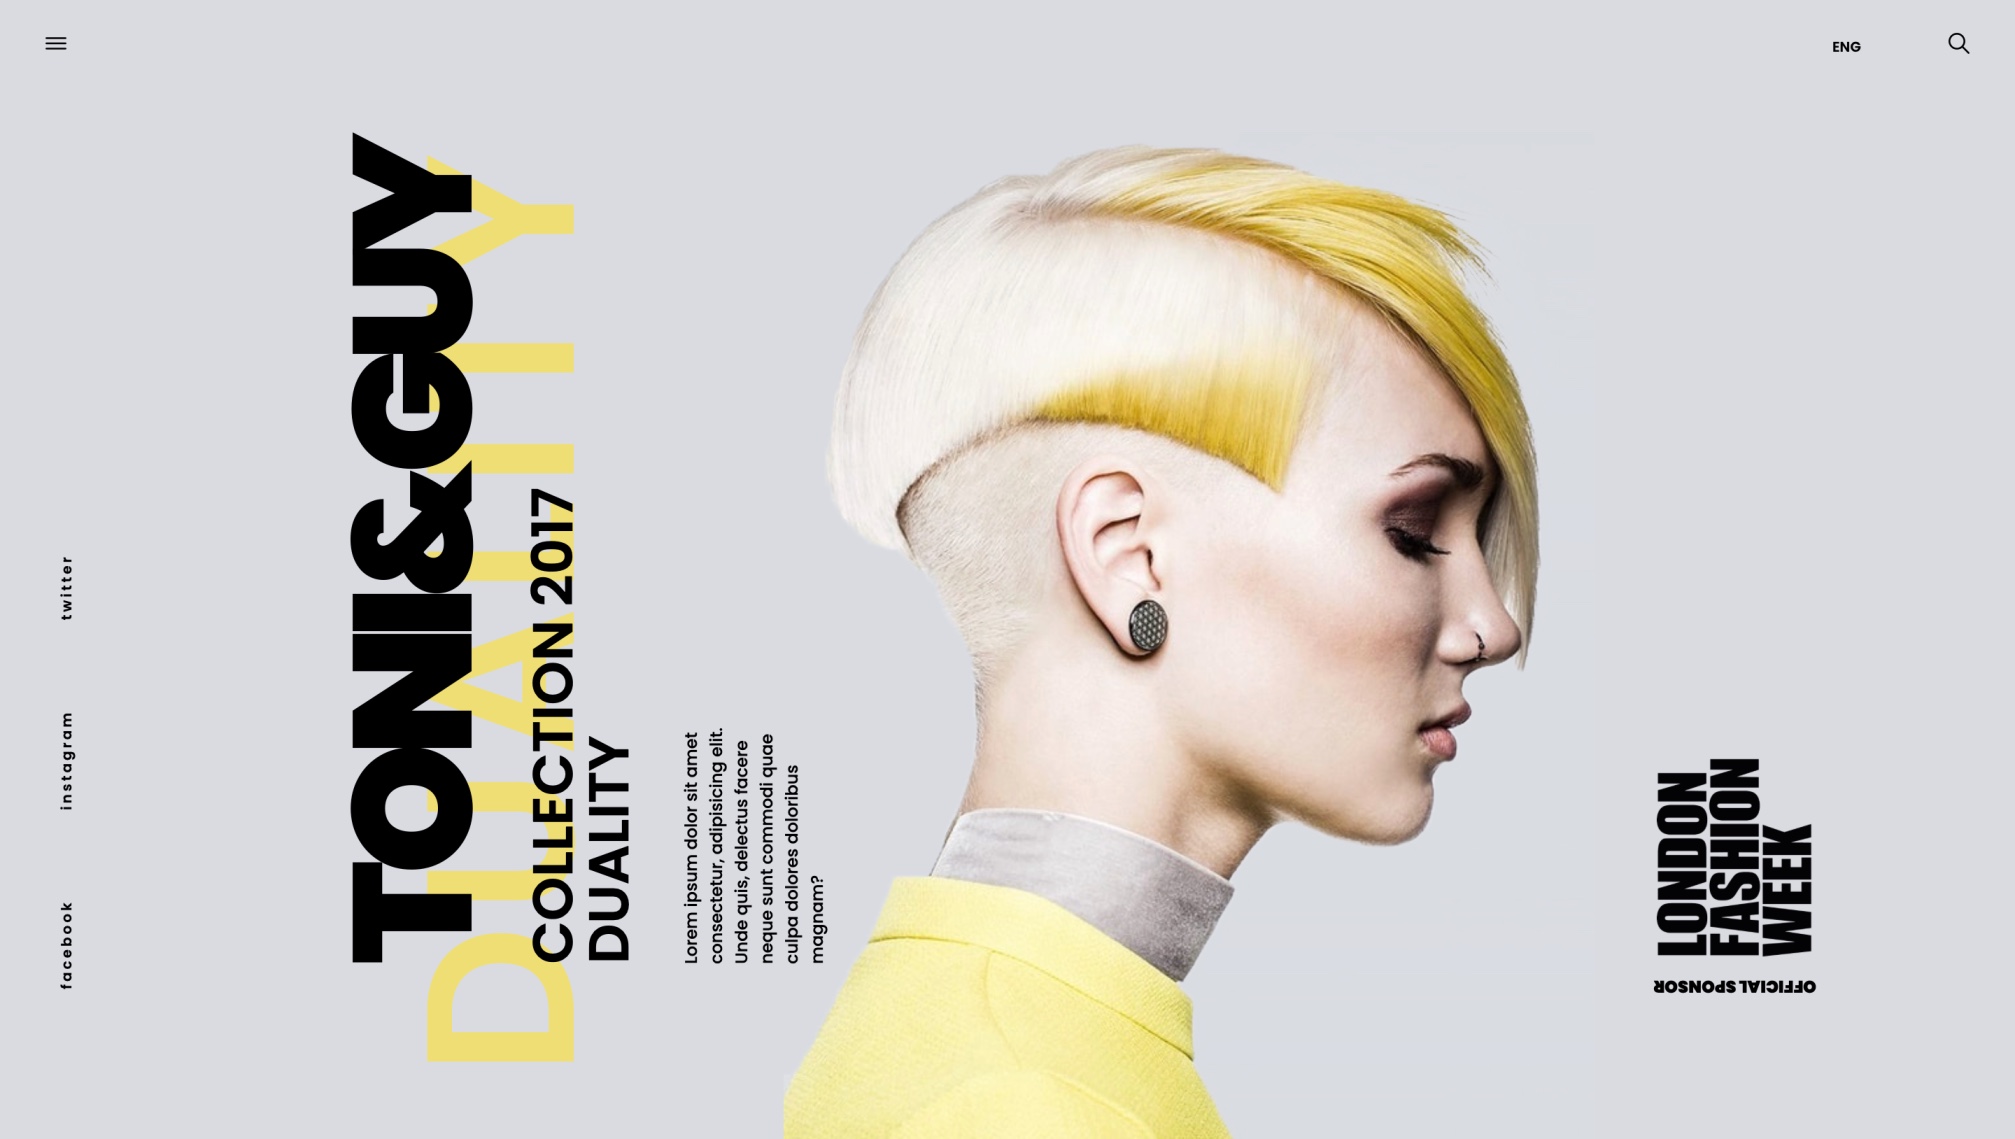 ENG
twitter
instagram
facebook
TONI&GUY
DUALITY
COLLECTION 2017
DUALITY
Lorem ipsum dolor sit amet
consectetur, adipisicing elit.
Unde quis, delectus facere
neque sunt commodi quae
culpa dolores doloribus
magnam?
LONDON
FASHION
WEEK
OFFICIAL SPONSOR